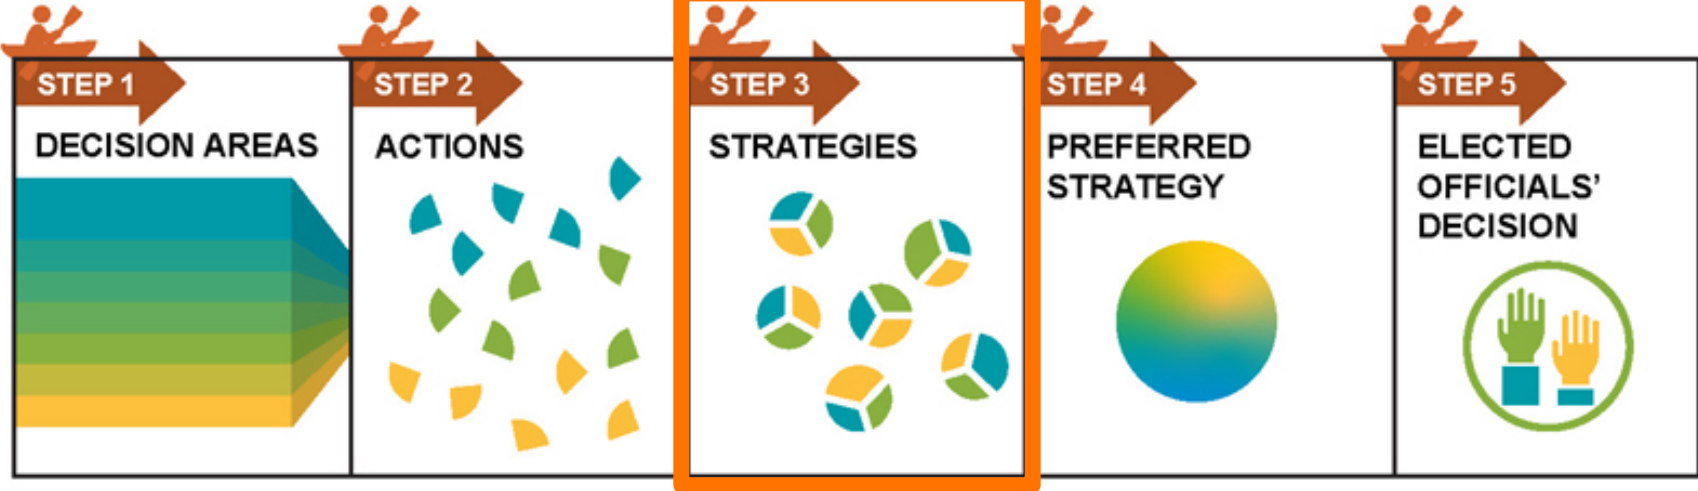 STEP 1
DECISION AREAS
STEP 2
ACTIONS
STEP 3
STRATEGIES
STEP 4
PREFERRED
STRATEGY
STEP 5
ELECTED
OFFICIALS’
DECISION